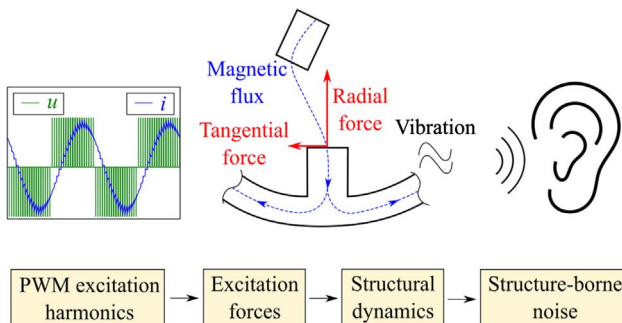 u
i
Magnetic
flux
Radial
force
Tangential
force
Vibration
PWM excitation
harmonics
Excitation
forces
Structural
dynamics
Structure-borne
noise